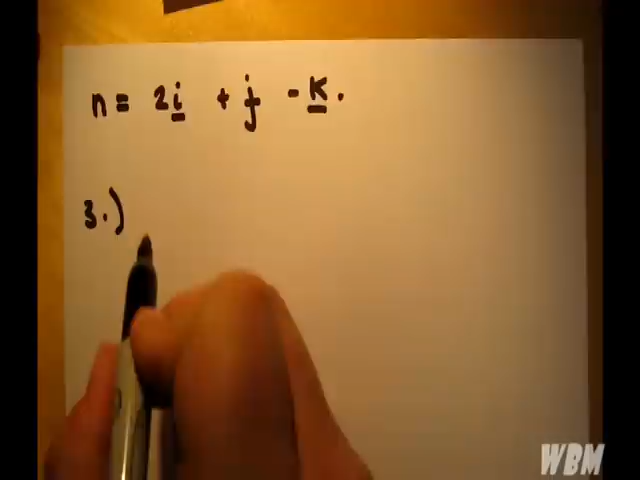 n = 2i + j - k.
3.)
WBM